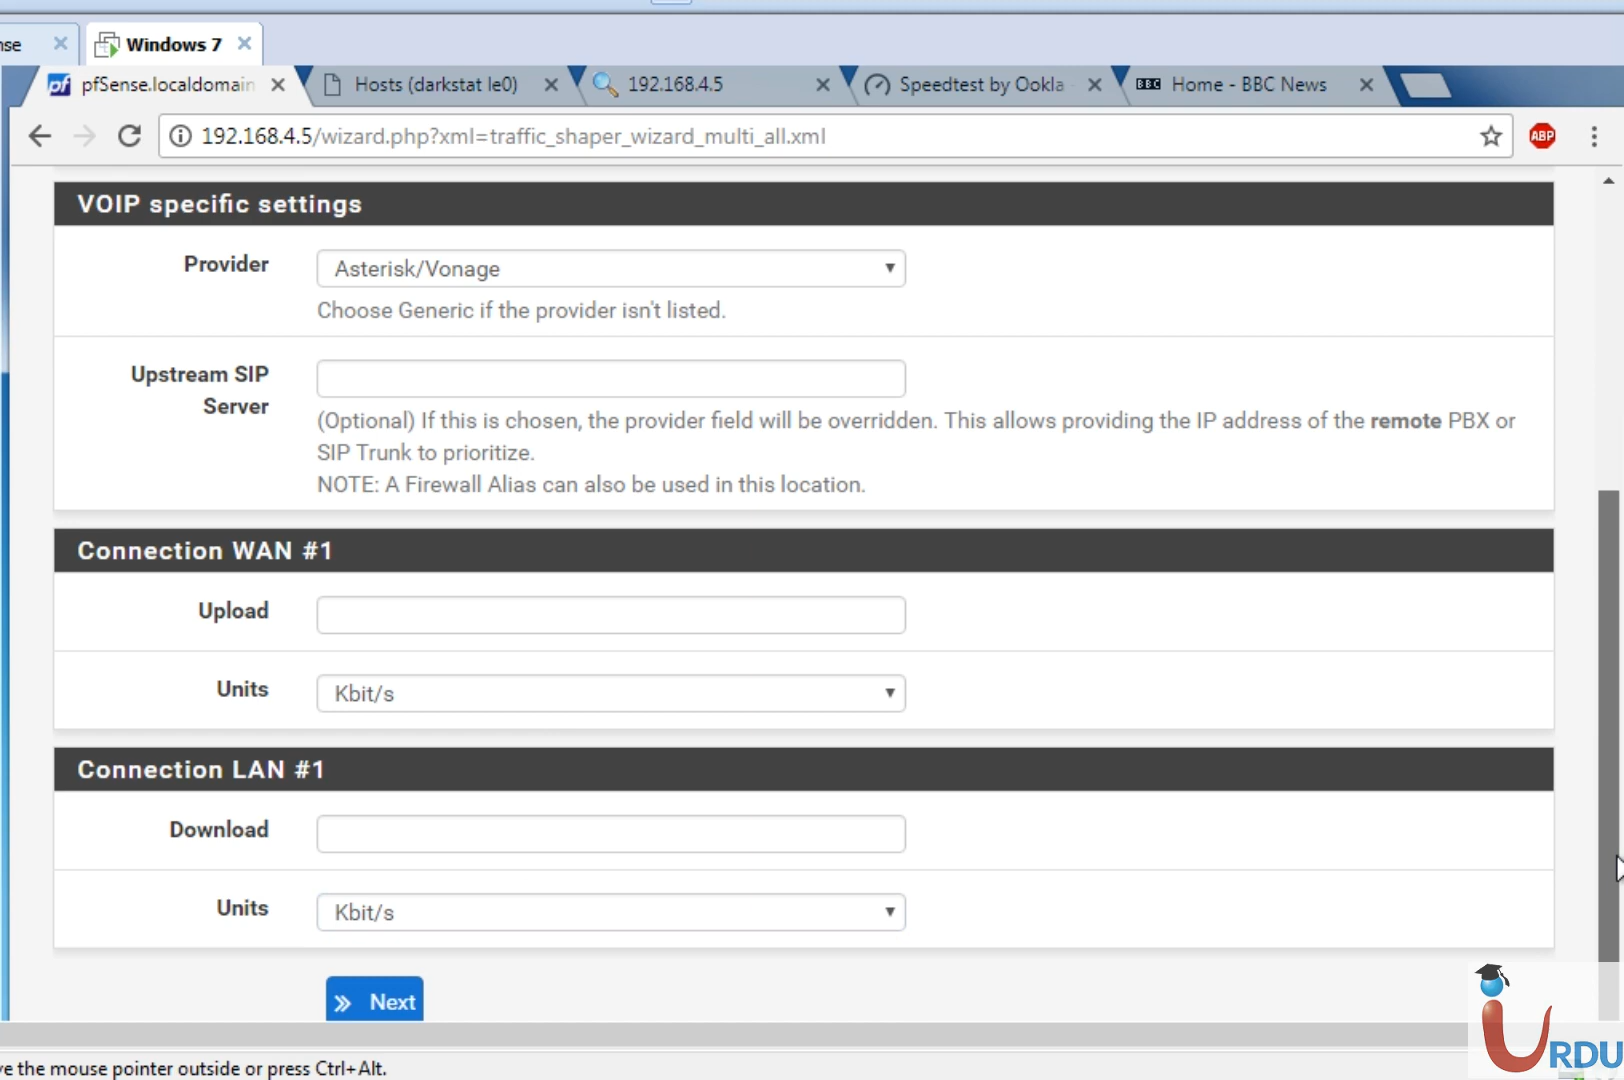 nse
Windows 7
pf pfSense.localdomain
Hosts (darkstat le0)
192.168.4.5
Speedtest by Ookla
BBC Home - BBC News
192.168.4.5/wizard.php?xml=traffic_shaper_wizard_multi_all.xml
ABP
VOIP specific settings
Provider
Asterisk/Vonage
Choose Generic if the provider isn't listed.
Upstream SIP
Server
(Optional) If this is chosen, the provider field will be overridden. This allows providing the IP address of the remote PBX or
SIP Trunk to prioritize.
NOTE: A Firewall Alias can also be used in this location.
Connection WAN #1
Upload
Units
Kbit/s
Connection LAN #1
Download
Units
Kbit/s
Next
iURDU
ve the mouse pointer outside or press Ctrl+Alt.